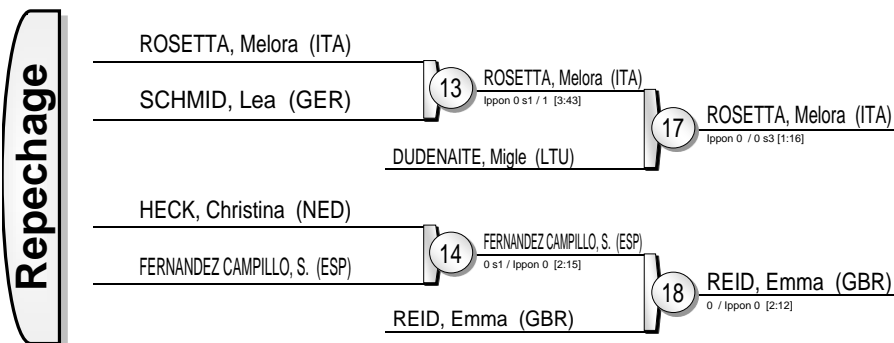 Repechage
ROSETTA, Melora (ITA)
SCHMID, Lea (GER)
13
ROSETTA, Melora (ITA)
Ippon 0 s1 / 1 [3:43]
DUDENAITE, Migle (LTU)
17
ROSETTA, Melora (ITA)
Ippon 0 / 0 s3 [1:16]
HECK, Christina (NED)
FERNANDEZ CAMPILLO, S. (ESP)
14
FERNANDEZ CAMPILLO, S. (ESP)
0 s1 / Ippon 0 [2:15]
REID, Emma (GBR)
18
REID, Emma (GBR)
0 / Ippon 0 [2:12]